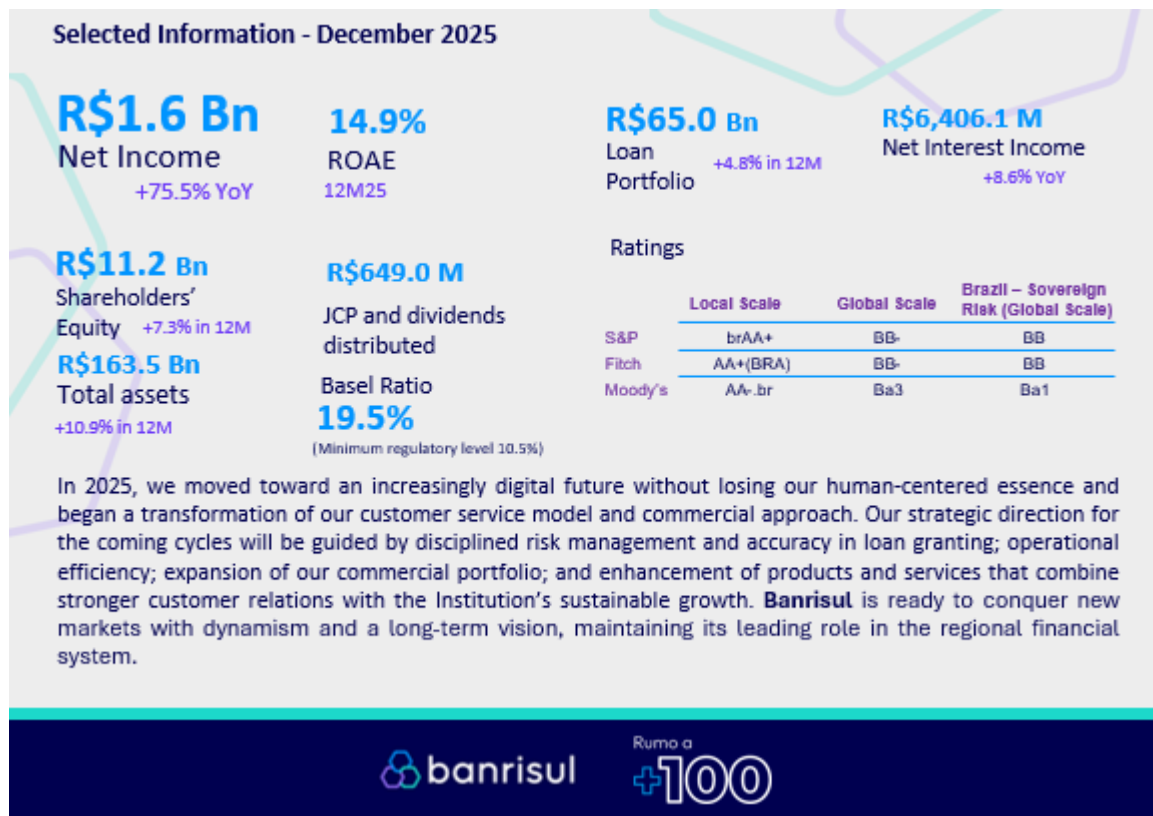 Selected Information - December 2025
R$1.6 Bn
Net Income
+75.5% YoY
14.9%
ROAE
12M25
R$65.0 Bn
Loan
Portfolio +4.8% in 12M
R$6,406.1 M
Net Interest Income
+8.6% YoY
R$11.2 Bn
Shareholders'
Equity +7.3% in 12M
R$163.5 Bn
Total assets
+10.9% in 12M
R$649.0 M
JCP and dividends
distributed
Basel Ratio
19.5%
(Minimum regulatory level 10.5%)
Ratings
Local Scale Global Scale Brazil – Sovereign
Risk (Global Scale)
S&P brAA+ BB- BB
Fitch AA+(BRA) BB- BB
Moody's AA-.br Ba3 Ba1
In 2025, we moved toward an increasingly digital future without losing our human-centered essence and
began a transformation of our customer service model and commercial approach. Our strategic direction for
the coming cycles will be guided by disciplined risk management and accuracy in loan granting; operational
efficiency; expansion of our commercial portfolio; and enhancement of products and services that combine
stronger customer relations with the Institution's sustainable growth. Banrisul is ready to conquer new
markets with dynamism and a long-term vision, maintaining its leading role in the regional financial
system.
banrisul
Rumo a
+100